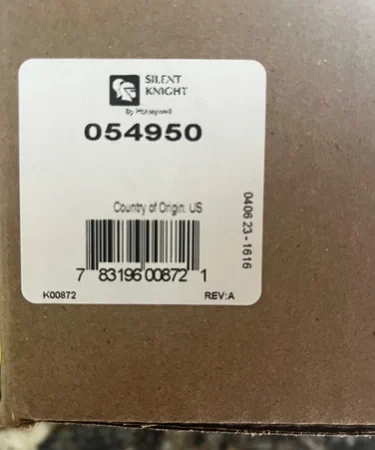 SILENT
KNIGHT
by Honeywell
054950
Country of Origin: US
0406 23 - 1616
7 83196 00872 1
K00872 REV:A